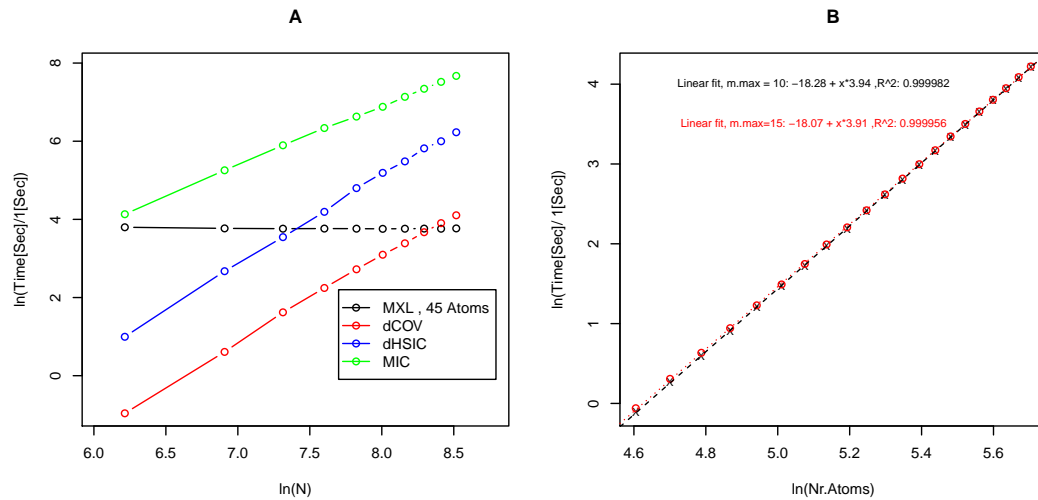 A
ln(Time[Sec]/1[Sec])
8
6
4
2
0
6.0 6.5 7.0 7.5 8.0 8.5
ln(N)
MXL , 45 Atoms
dCOV
dHSIC
MIC
B
ln(Time[Sec]/ 1[Sec])
4
3
2
1
0
4.6 4.8 5.0 5.2 5.4 5.6
ln(Nr.Atoms)
Linear fit, m.max = 10: −18.28 + x*3.94 ,R^2: 0.999982
Linear fit, m.max=15: −18.07 + x*3.91 ,R^2: 0.999956